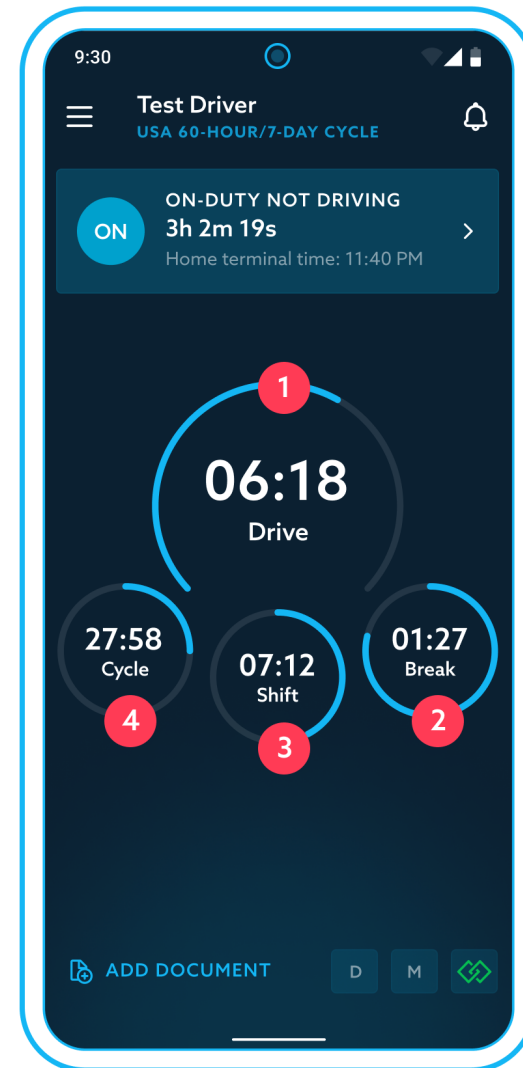 9:30
Test Driver
USA 60-HOUR/7-DAY CYCLE
ON
ON-DUTY NOT DRIVING
3h 2m 19s
Home terminal time: 11:40 PM
1
06:18
Drive
27:58
Cycle
4
07:12
Shift
3
01:27
Break
2
ADD DOCUMENT
D
M